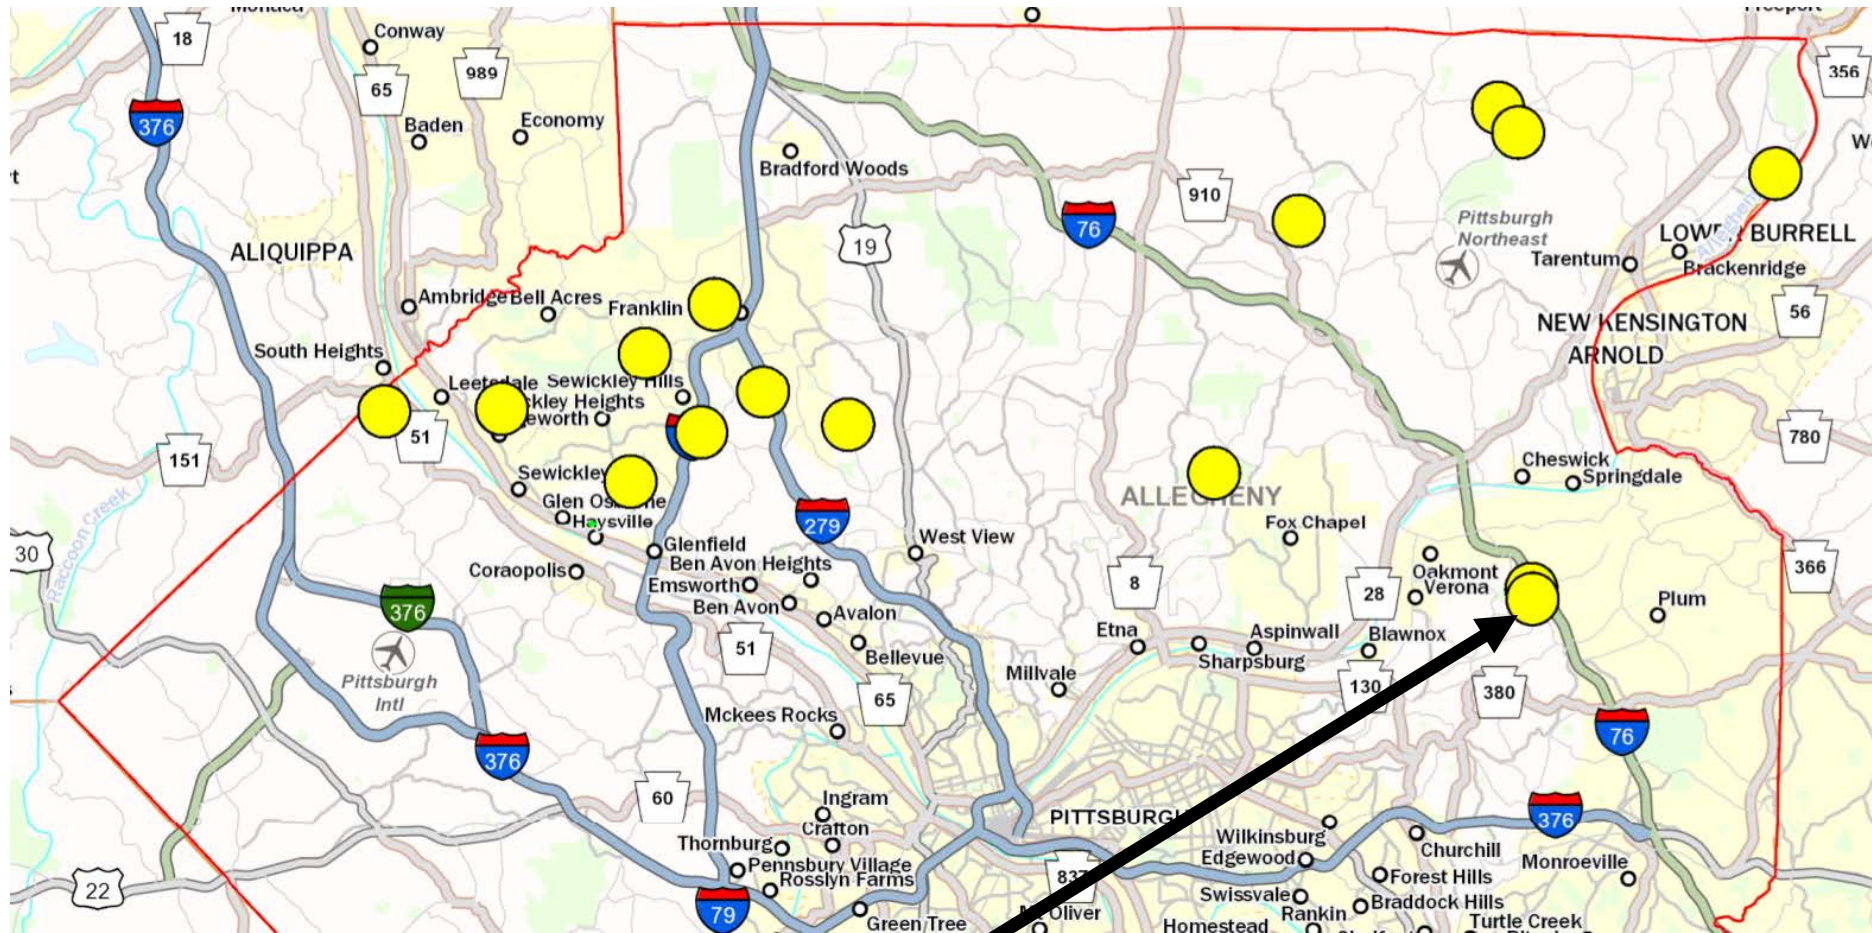 Conway
18
65
989
356
376
Baden
Economy
Bradford Woods
910
76
19
Pittsburgh
Northeast
ALIQUIPPA
LOWER BURRELL
Tarentum
Brackenridge
Ambridge
Bell Acres
Franklin
56
NEW KENSINGTON
ARNOLD
South Heights
Sewickley Hills
51
151
780
Cheswick
Springdale
Sewickley
ALLEGHENY
Glen
Haysville
279
Fox Chapel
West View
30
Raccoon Creek
Glenfield
Ben Avon Heights
Coraopolis
Emsworth
Ben Avon
Avalon
8
28
Oakmont
Verona
366
Plum
376
51
Bellevue
Etna
Aspinwall
Sharpsburg
Blawnox
Pittsburgh
Intl
65
Millvale
130
380
Mckees Rocks
76
376
60
Ingram
Crafton
PITTSBURGH
376
Wilkinsburg
Edgewood
Churchill
Monroeville
Thornburg
Pennsbury Village
Rosslyn Farms
22
79
Green Tree
837
Oliver
Forest Hills
Swissvale
Braddock Hills
Rankin
Homestead
Turtle Creek